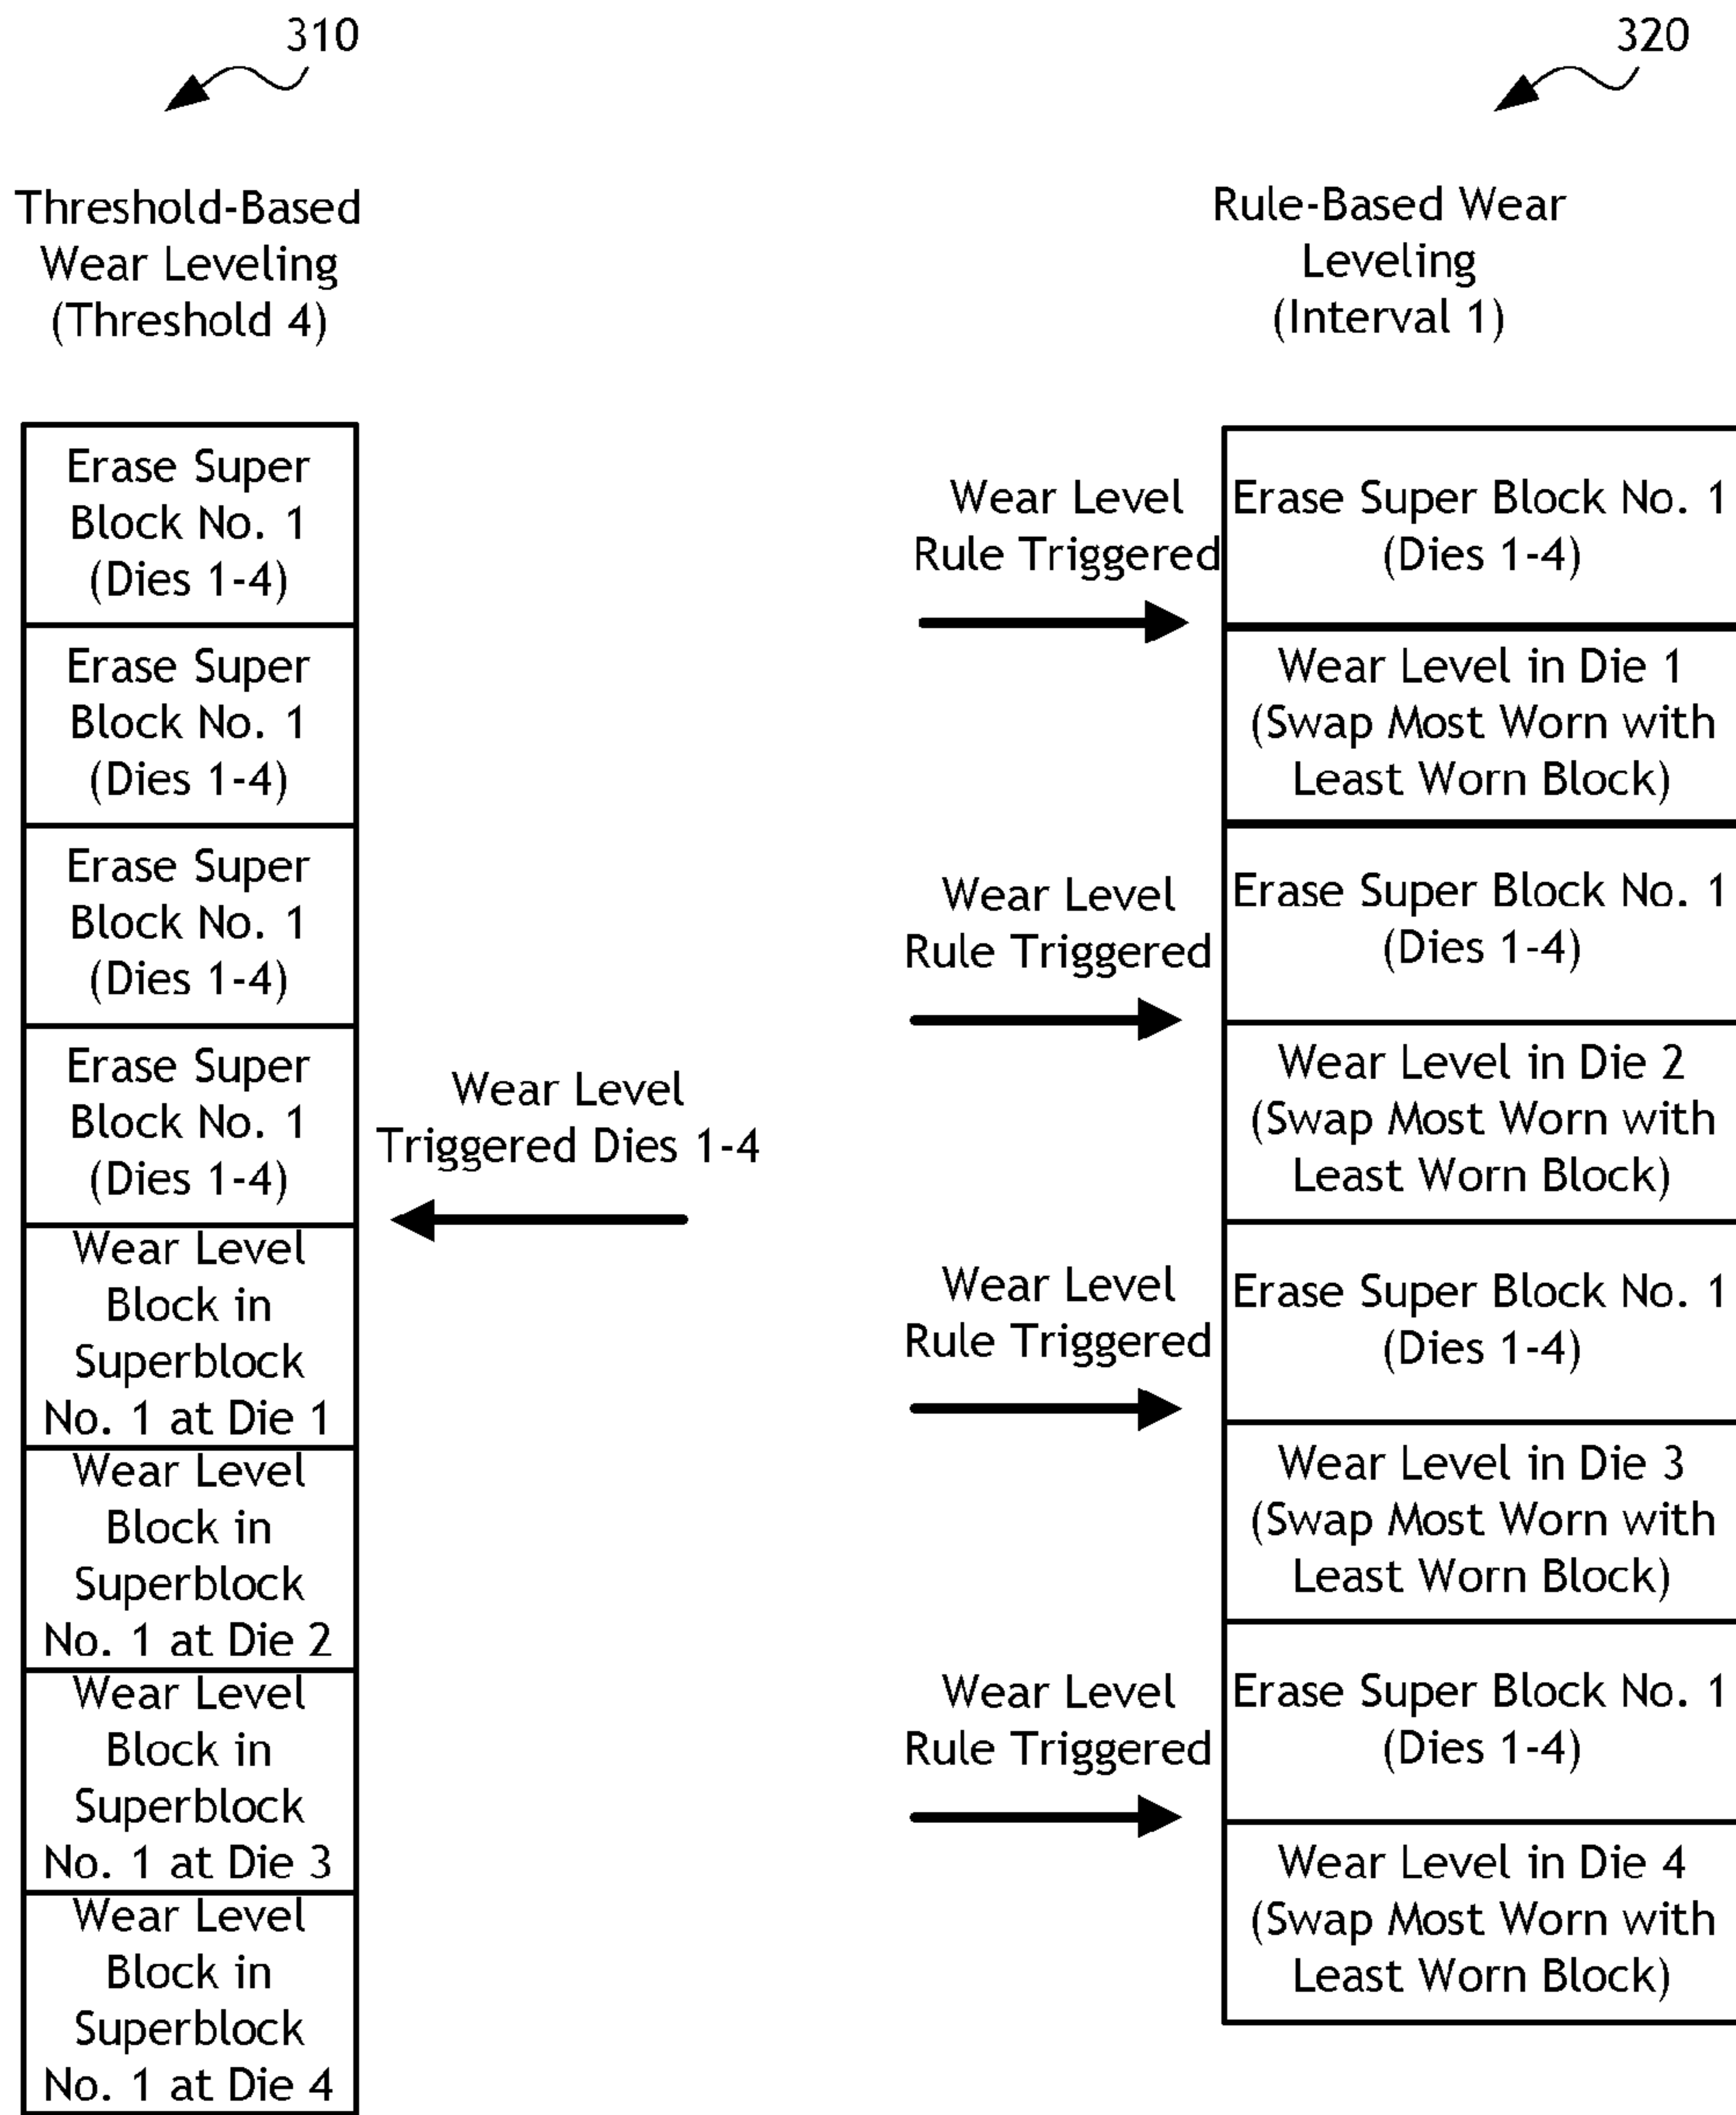 310
Threshold-Based
Wear Leveling
(Threshold 4)
Erase Super
Block No. 1
(Dies 1-4)
Erase Super
Block No. 1
(Dies 1-4)
Erase Super
Block No. 1
(Dies 1-4)
Erase Super
Block No. 1
(Dies 1-4)
Wear Level
Triggered Dies 1-4
Wear Level
Block in
Superblock
No. 1 at Die 1
Wear Level
Block in
Superblock
No. 1 at Die 2
Wear Level
Block in
Superblock
No. 1 at Die 3
Wear Level
Block in
Superblock
No. 1 at Die 4
320
Rule-Based Wear
Leveling
(Interval 1)
Wear Level
Rule Triggered
Erase Super Block No. 1
(Dies 1-4)
Wear Level in Die 1
(Swap Most Worn with
Least Worn Block)
Wear Level
Rule Triggered
Erase Super Block No. 1
(Dies 1-4)
Wear Level in Die 2
(Swap Most Worn with
Least Worn Block)
Wear Level
Rule Triggered
Erase Super Block No. 1
(Dies 1-4)
Wear Level in Die 3
(Swap Most Worn with
Least Worn Block)
Wear Level
Rule Triggered
Erase Super Block No. 1
(Dies 1-4)
Wear Level in Die 4
(Swap Most Worn with
Least Worn Block)